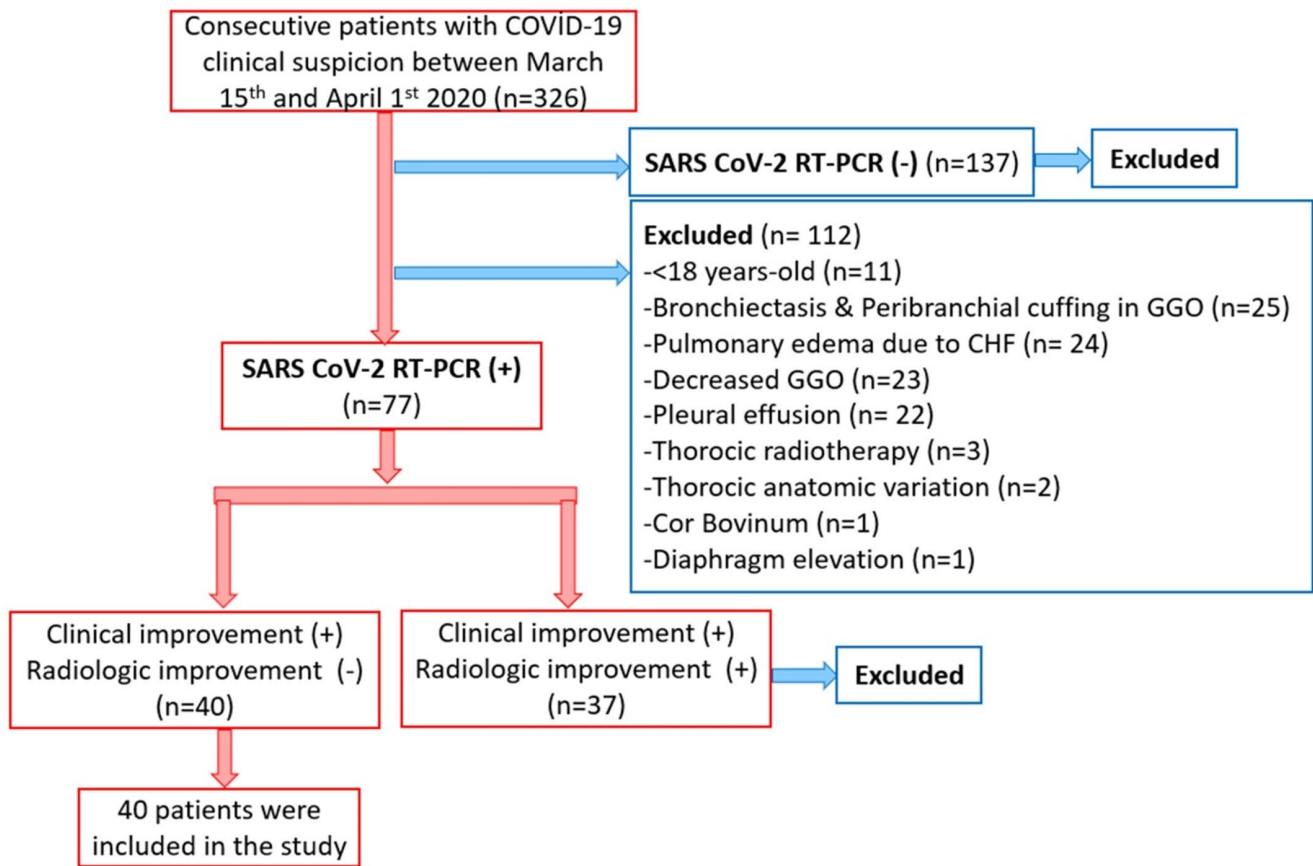 Consecutive patients with COVİD-19
clinical suspicion between March
15th and April 1st 2020 (n=326)
SARS CoV-2 RT-PCR (-) (n=137)
Excluded
Excluded (n= 112)
-<18 years-old (n=11)
-Bronchiectasis & Peribranchial cuffing in GGO (n=25)
-Pulmonary edema due to CHF (n= 24)
-Decreased GGO (n=23)
-Pleural effusion (n= 22)
-Thorocic radiotherapy (n=3)
-Thorocic anatomic variation (n=2)
-Cor Bovinum (n=1)
-Diaphragm elevation (n=1)
SARS CoV-2 RT-PCR (+)
(n=77)
Clinical improvement (+)
Radiologic improvement (-)
(n=40)
Clinical improvement (+)
Radiologic improvement (+)
(n=37)
Excluded
40 patients were
included in the study